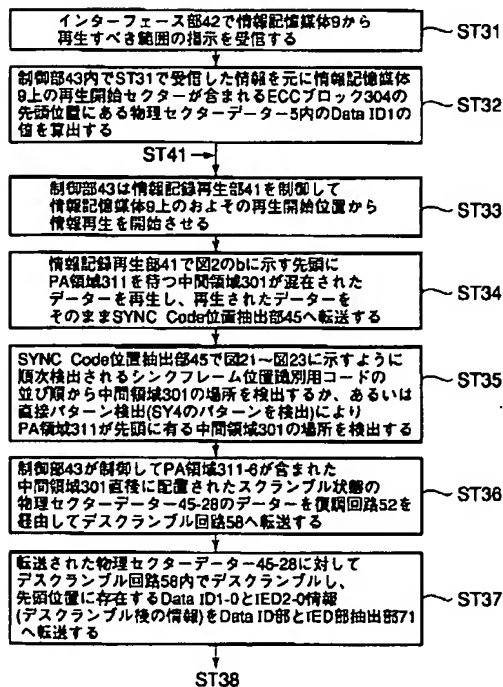 インターフェース部42で情報記憶媒体9から
再生すべき範囲の指示を受信する
ST31
制御部43内でST31で受信した情報を元に情報記憶媒体
9上の再生開始セクターが含まれるECCブロック304の
先頭位置にある物理セクターデーター5内のData ID1の
値を算出する
ST32
ST41
制御部43は情報記録再生部41を制御して
情報記憶媒体9上のおよその再生開始位置から
情報再生を開始させる
ST33
情報記録再生部41で図2のbに示す先頭に
PA領域311を持つ中間領域301が混在された
データーを再生し、再生されたデーターを
そのままSYNC Code位置抽出部45へ転送する
ST34
SYNC Code位置抽出部45で図21～図23に示すように
順次検出されるシンクフレーム位置識別用コードの
並び順から中間領域301の場所を検出するか、あるいは
直接パターン検出(SY4のパターンを検出)により
PA領域311が先頭に有る中間領域301の場所を検出する
ST35
制御部43が制御してPA領域311-6が含まれた
中間領域301直後に配置されたスクランブル状態の
物理セクターデーター45-28のデーターを復調回路52を
経由してデスクランブル回路58へ転送する
ST36
転送された物理セクターデーター45-28に対して
デスクランブル回路58内でデスクランブルし、
先頭位置に存在するData ID1-0とIED2-0情報
(デスクランブル後の情報)をData ID部とIED部抽出部71
へ転送する
ST37
ST38